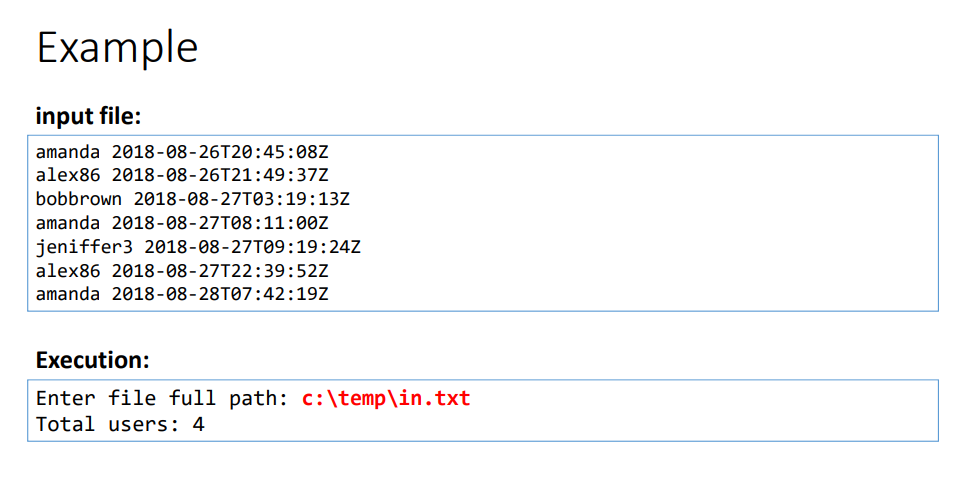 Example
input file:
amanda 2018-08-26T20:45:08Z
alex86 2018-08-26T21:49:37Z
bobbrown 2018-08-27T03:19:13Z
amanda 2018-08-27T08:11:00Z
jeniffer3 2018-08-27T09:19:24Z
alex86 2018-08-27T22:39:52Z
amanda 2018-08-28T07:42:19Z
Execution:
Enter file full path: c:\temp\in.txt
Total users: 4